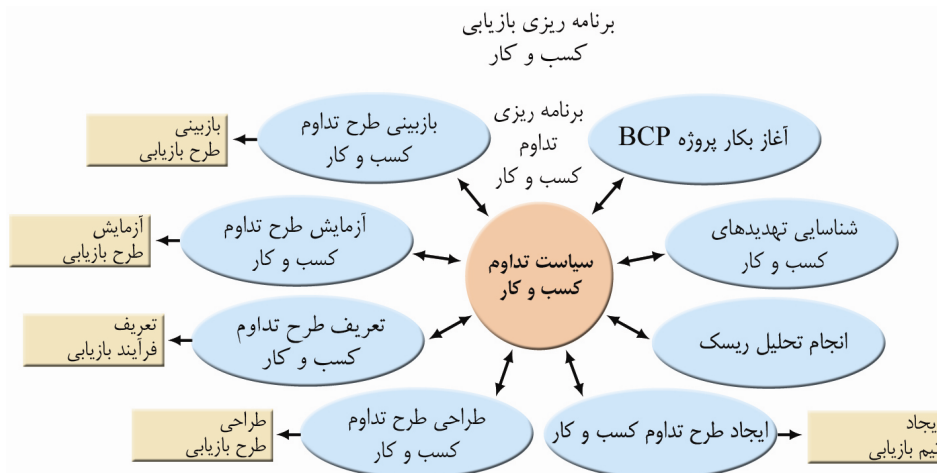 برنامه ریزی بازیابی
کسب و کار
برنامه ریزی
تداوم
کسب و کار
آغاز بکار پروژه BCP
شناسایی تهدیدهای
کسب و کار
انجام تحلیل ریسک
ایجاد طرح تداوم کسب و کار
ایجاد
تیم بازیابی
طراحی طرح تداوم
کسب و کار
طراحی
طرح بازیابی
تعریف طرح تداوم
کسب و کار
تعریف
فرآیند بازیابی
آزمایش طرح تداوم
کسب و کار
آزمایش
طرح بازیابی
بازبینی طرح تداوم
کسب و کار
بازبینی
طرح بازیابی
سیاست تداوم
کسب و کار